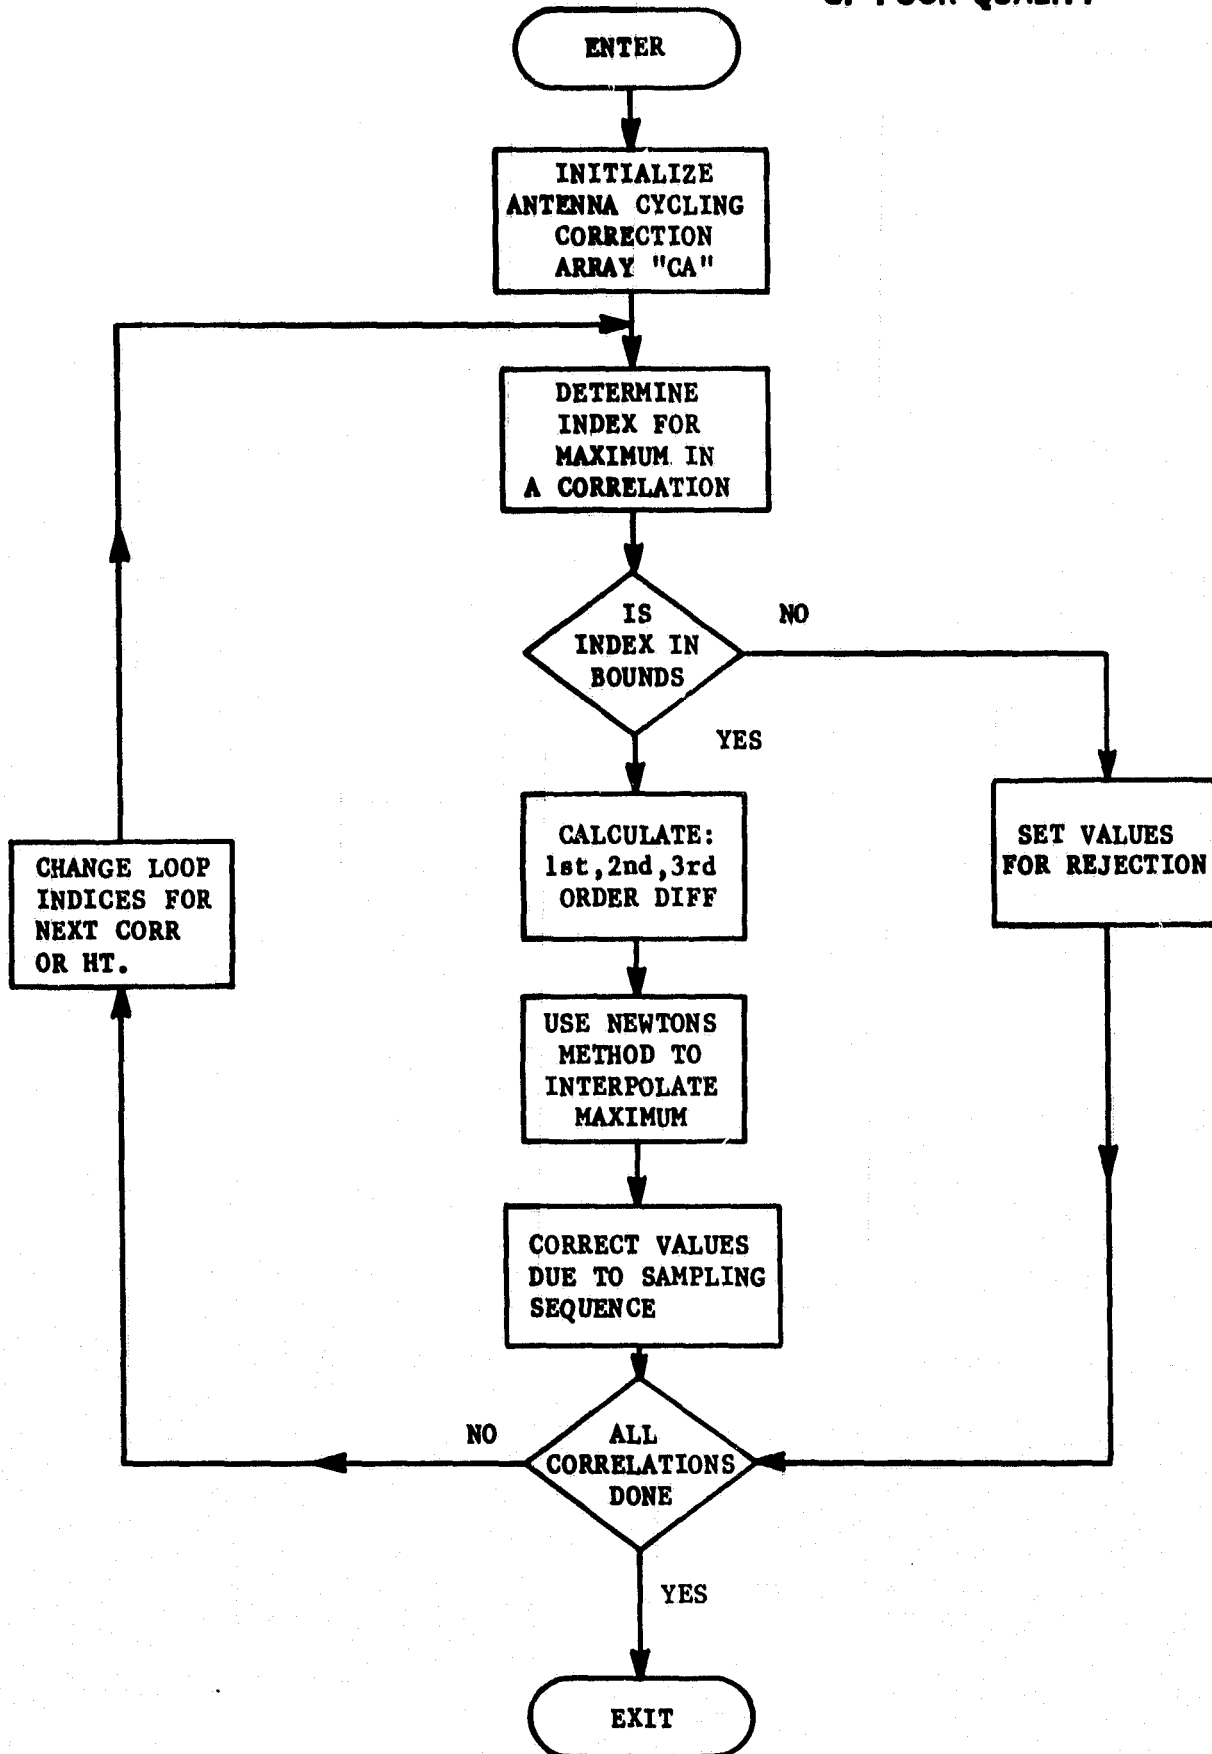 ENTER
INITIALIZE
ANTENNA CYCLING
CORRECTION
ARRAY "CA"
DETERMINE
INDEX FOR
MAXIMUM IN
A CORRELATION
IS
INDEX IN
BOUNDS
NO
YES
CALCULATE:
1st,2nd,3rd
ORDER DIFF
SET VALUES
FOR REJECTION
CHANGE LOOP
INDICES FOR
NEXT CORR
OR HT.
USE NEWTONS
METHOD TO
INTERPOLATE
MAXIMUM
CORRECT VALUES
DUE TO SAMPLING
SEQUENCE
NO
ALL
CORRELATIONS
DONE
YES
EXIT